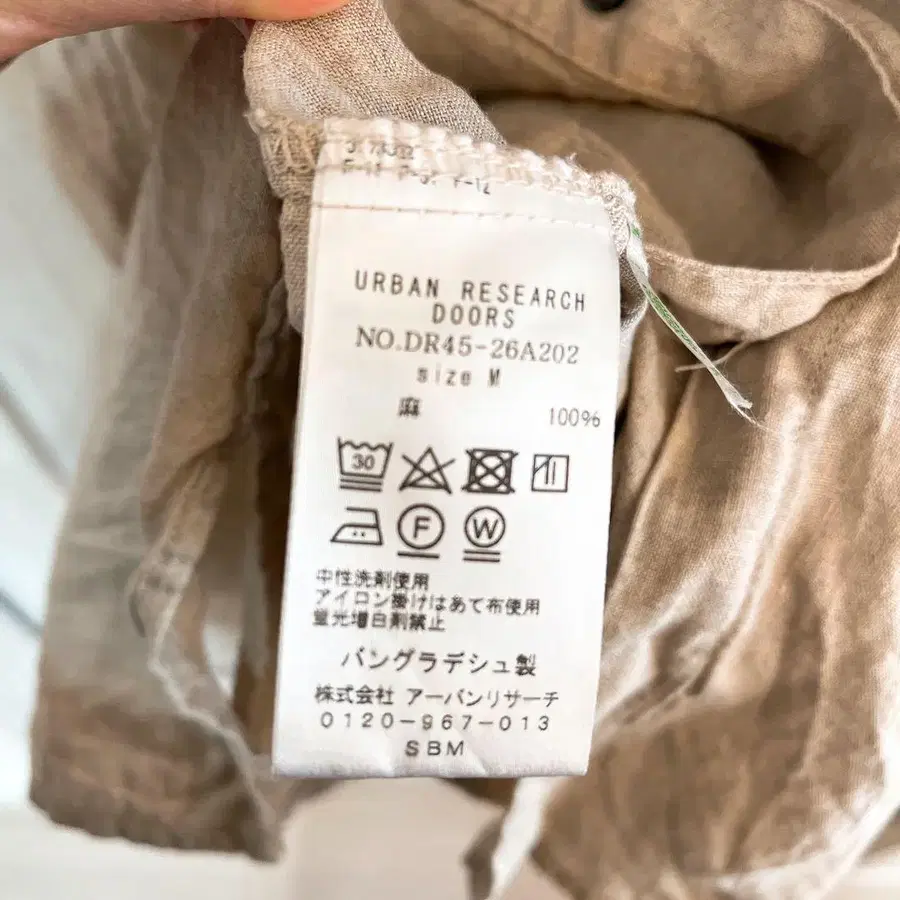 URBAN RESEARCH
DOORS
NO.DR45-26A202
size M
麻 100%
30
F W
中性洗剤使用
アイロン掛けはあて布使用
蛍光増白剤禁止
バングラデシュ製
株式会社 アーバンリサーチ
0120-967-013
SBM